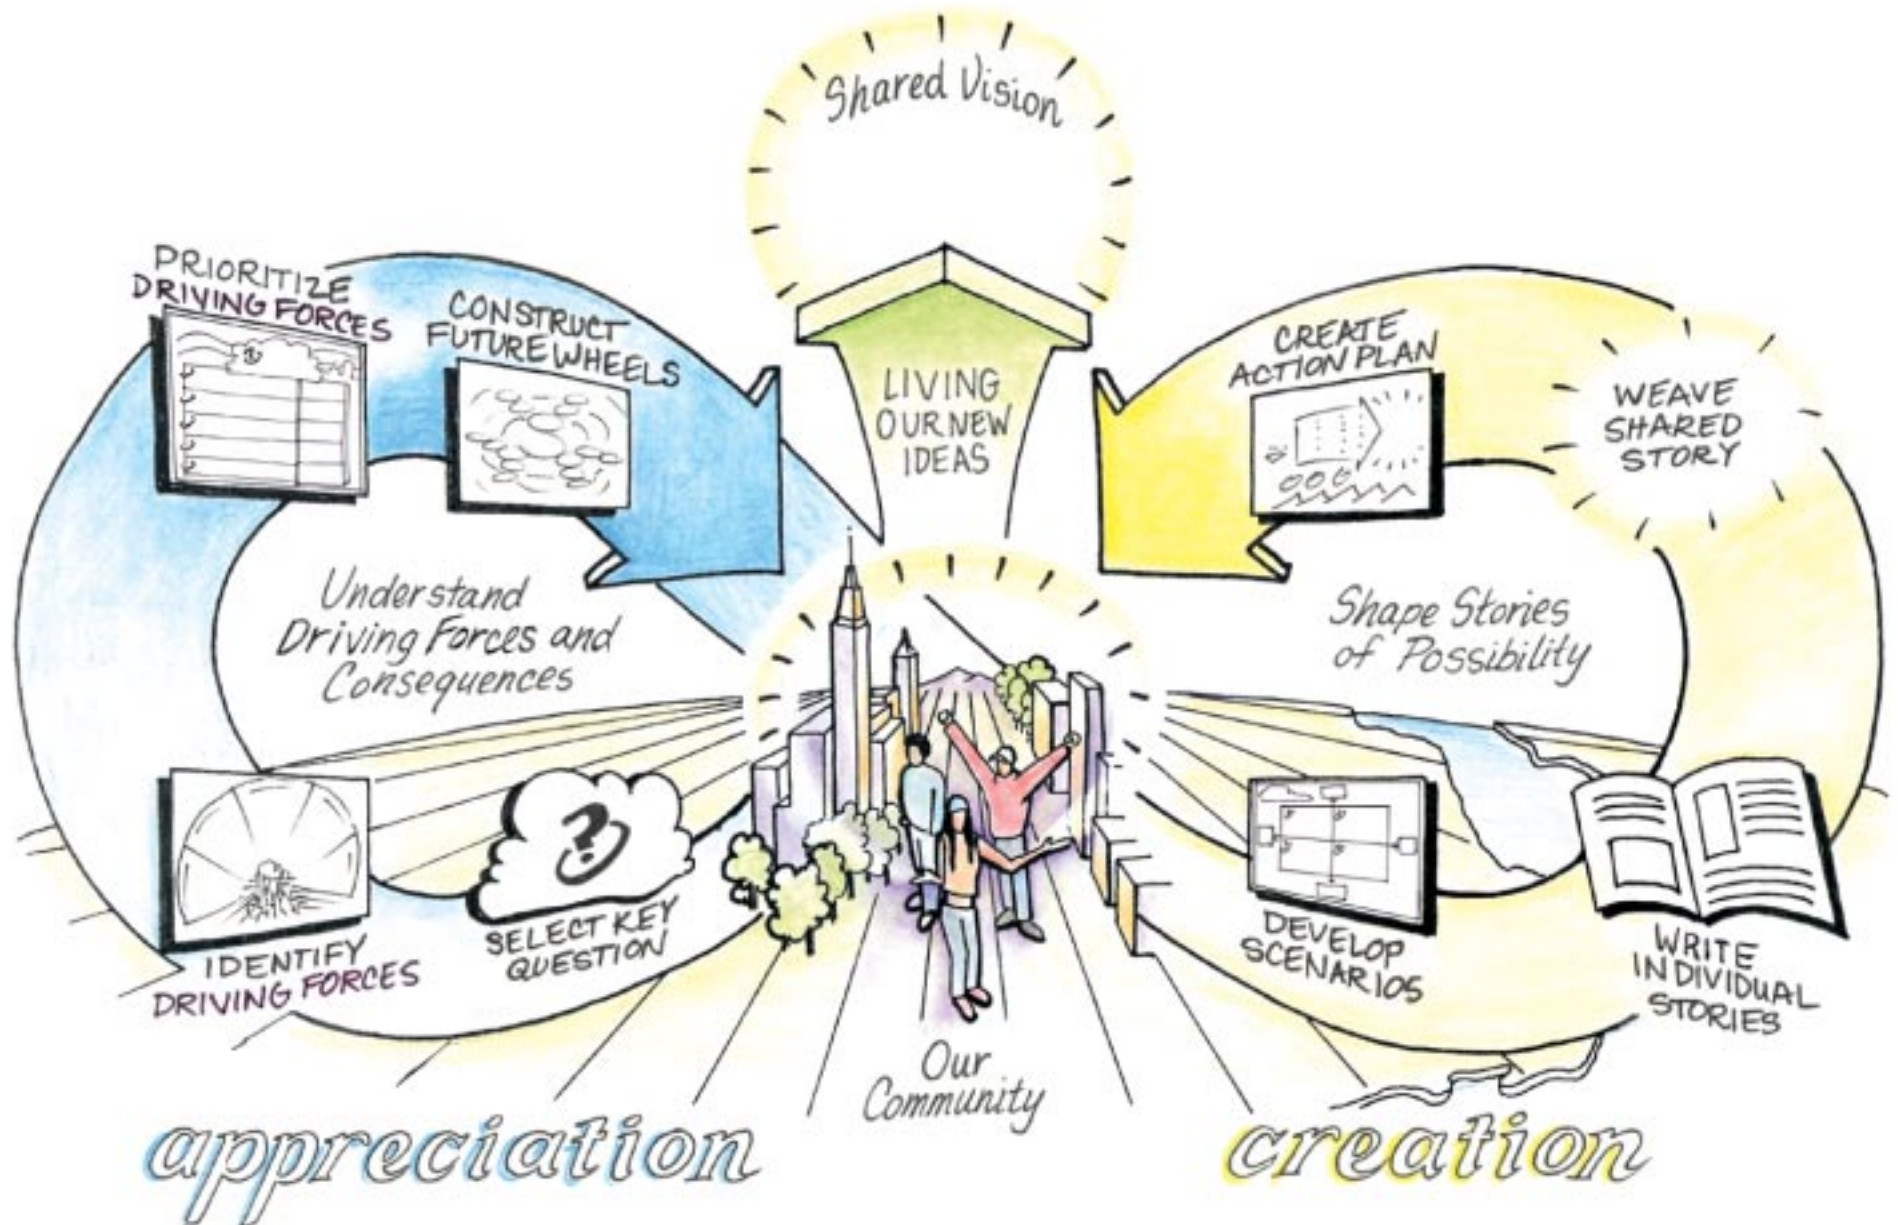 Shared Vision
PRIORITIZE
DRIVING FORCES
CONSTRUCT
FUTURE WHEELS
LIVING
OUR NEW
IDEAS
CREATE
ACTION PLAN
WEAVE
SHARED
STORY
Understand
Driving Forces and
Consequences
Shape Stories
of Possibility
?
IDENTIFY
DRIVING FORCES
SELECT KEY
QUESTION
DEVELOP
SCENARIOS
WRITE
INDIVIDUAL
STORIES
Our
Community
appreciation
creation